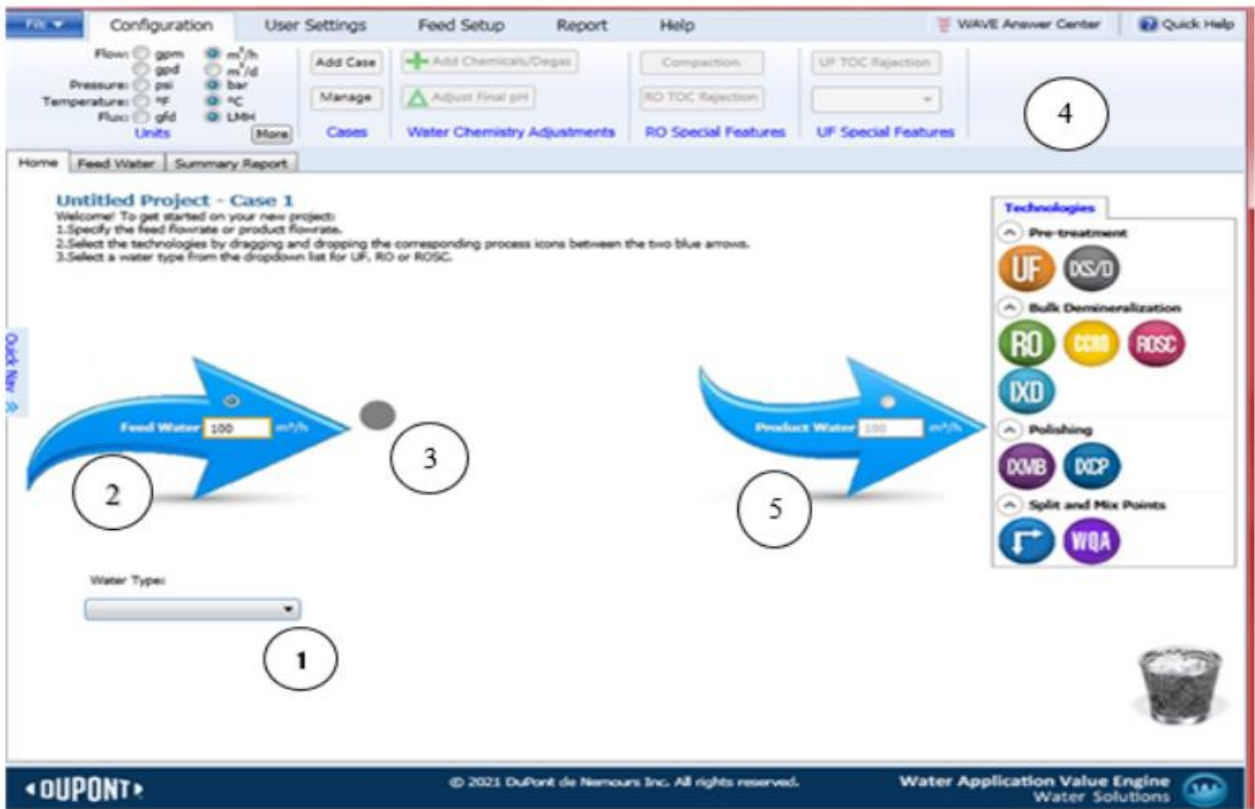 File Configuration User Settings Feed Setup Report Help WAVE Answer Center Quick Help
Flow: gpm m³/h
gpd m³/d
Pressure: psi bar
Temperature: ºF ºC
Flux: gfd LMH
Units More
Add Case
Manage
Cases
Add Chemicals/Degas
Adjust Final pH
Water Chemistry Adjustments
Compaction
RO TOC Rejection
RO Special Features
UF TOC Rejection
UF Special Features
4
Home Feed Water Summary Report
Untitled Project - Case 1
Welcome! To get started on your new project:
1.Specify the feed flowrate or product flowrate.
2.Select the technologies by dragging and dropping the corresponding process icons between the two blue arrows.
3.Select a water type from the dropdown list for UF, RO or ROSC.
Quick Nav
Feed Water 100 m³/h
2
3
Product Water 100 m³/h
5
Technologies
Pre-treatment
UF IXS/D
Bulk Demineralization
RO CCRO ROSC
IXD
Polishing
IXMB IXCP
Split and Mix Points
WQA
Water Type:
1
DUPONT
© 2021 DuPont de Nemours Inc. All rights reserved.
Water Application Value Engine
Water Solutions
W